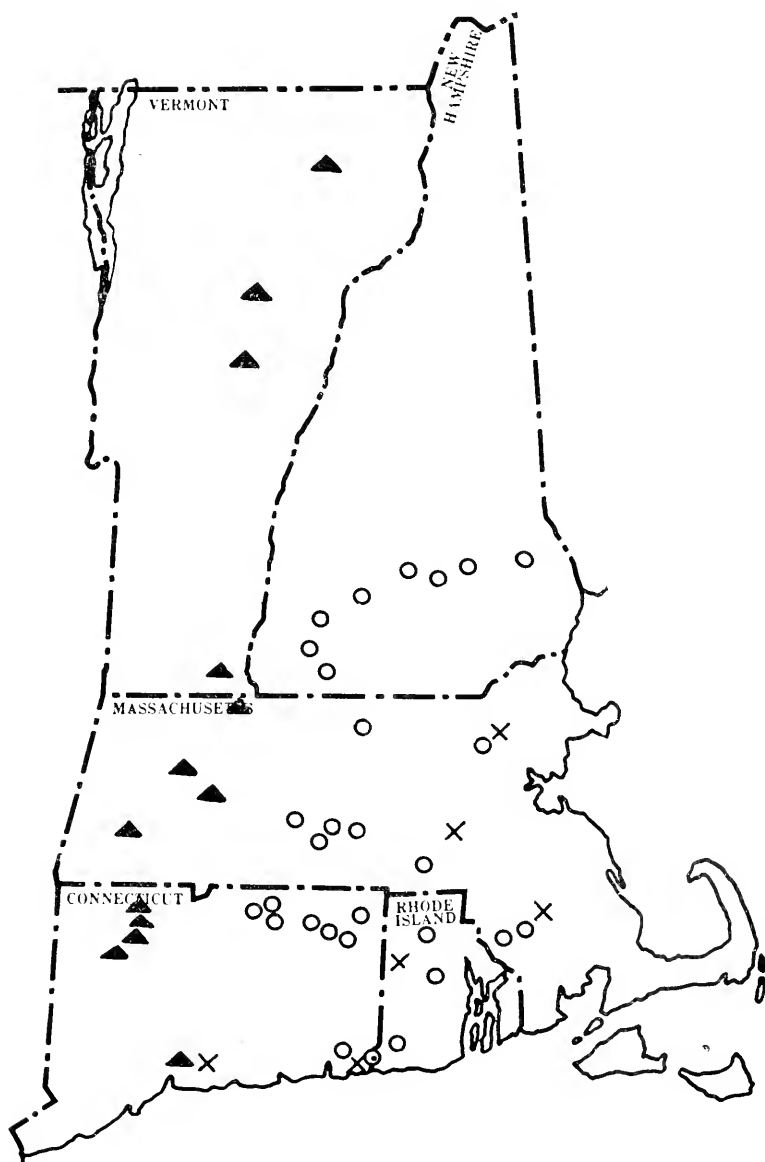 NEW
HAMPSHIRE
VERMONT
MASSACHUSETTS
CONNECTICUT
RHODE
ISLAND